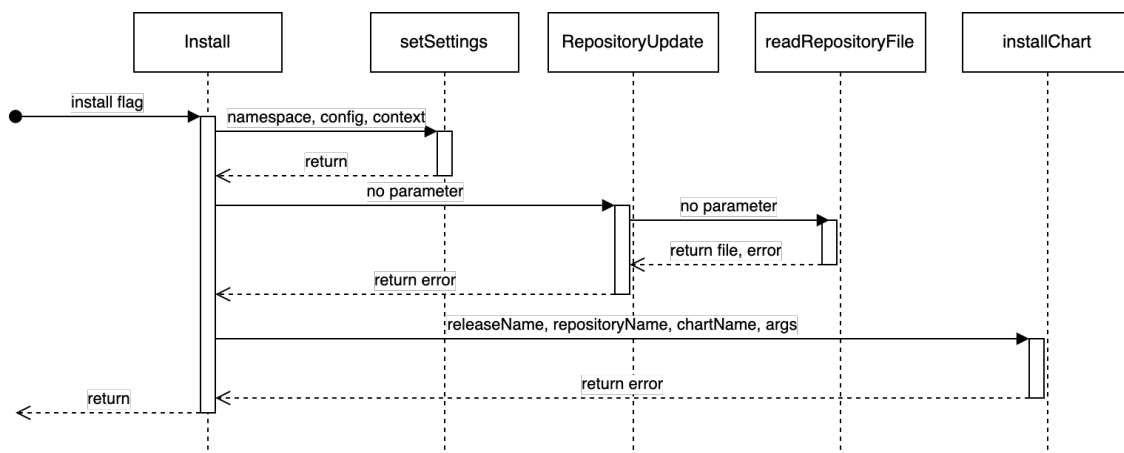 Install
setSettings
RepositoryUpdate
readRepositoryFile
installChart
install flag
namespace, config, context
return
no parameter
no parameter
return file, error
return error
releaseName, repositoryName, chartName, args
return error
return